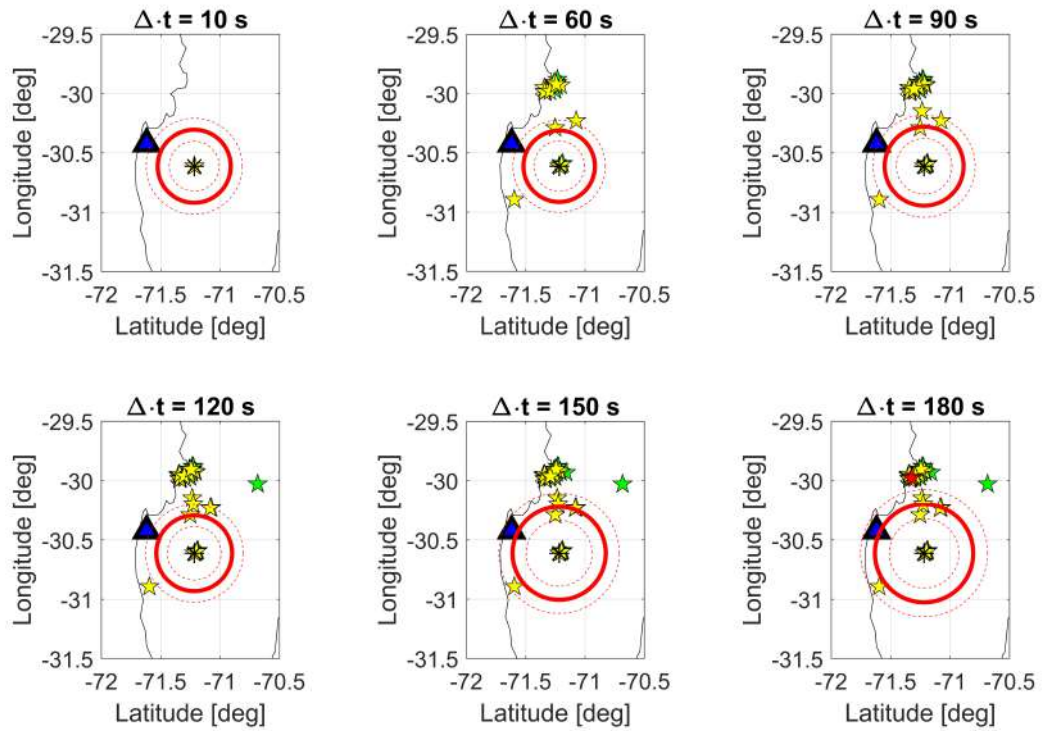 Δ·t = 10 s
Δ·t = 60 s
Δ·t = 90 s
-29.5
-30
-30.5
-31
-31.5
Longitude [deg]
-72 -71.5 -71 -70.5
Latitude [deg]
-29.5
-30
-30.5
-31
-31.5
Longitude [deg]
-72 -71.5 -71 -70.5
Latitude [deg]
-29.5
-30
-30.5
-31
-31.5
Longitude [deg]
-72 -71.5 -71 -70.5
Latitude [deg]
Δ·t = 120 s
Δ·t = 150 s
Δ·t = 180 s
-29.5
-30
-30.5
-31
-31.5
Longitude [deg]
-72 -71.5 -71 -70.5
Latitude [deg]
-29.5
-30
-30.5
-31
-31.5
Longitude [deg]
-72 -71.5 -71 -70.5
Latitude [deg]
-29.5
-30
-30.5
-31
-31.5
Longitude [deg]
-72 -71.5 -71 -70.5
Latitude [deg]